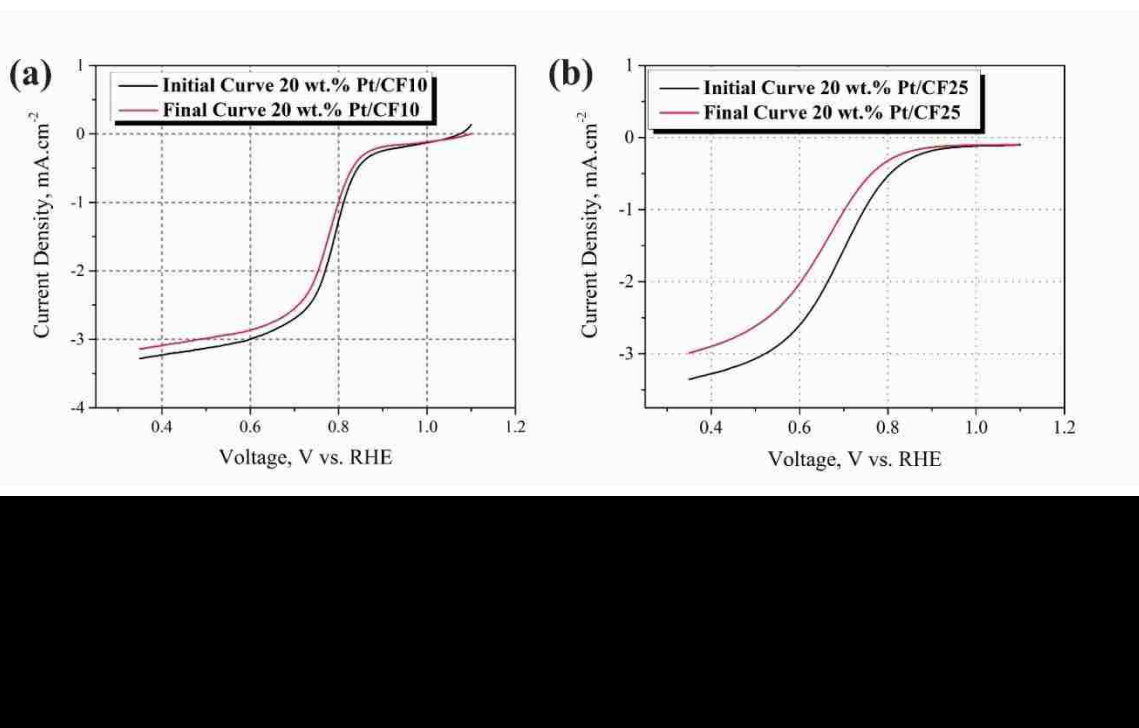 (a)
Initial Curve 20 wt.% Pt/CF10
Final Curve 20 wt.% Pt/CF10
Current Density, mA.cm-2
1
0
-1
-2
-3
-4
0.4 0.6 0.8 1.0 1.2
Voltage, V vs. RHE
(b)
Initial Curve 20 wt.% Pt/CF25
Final Curve 20 wt.% Pt/CF25
Current Density, mA.cm-2
1
0
-1
-2
-3
0.4 0.6 0.8 1.0 1.2
Voltage, V vs. RHE